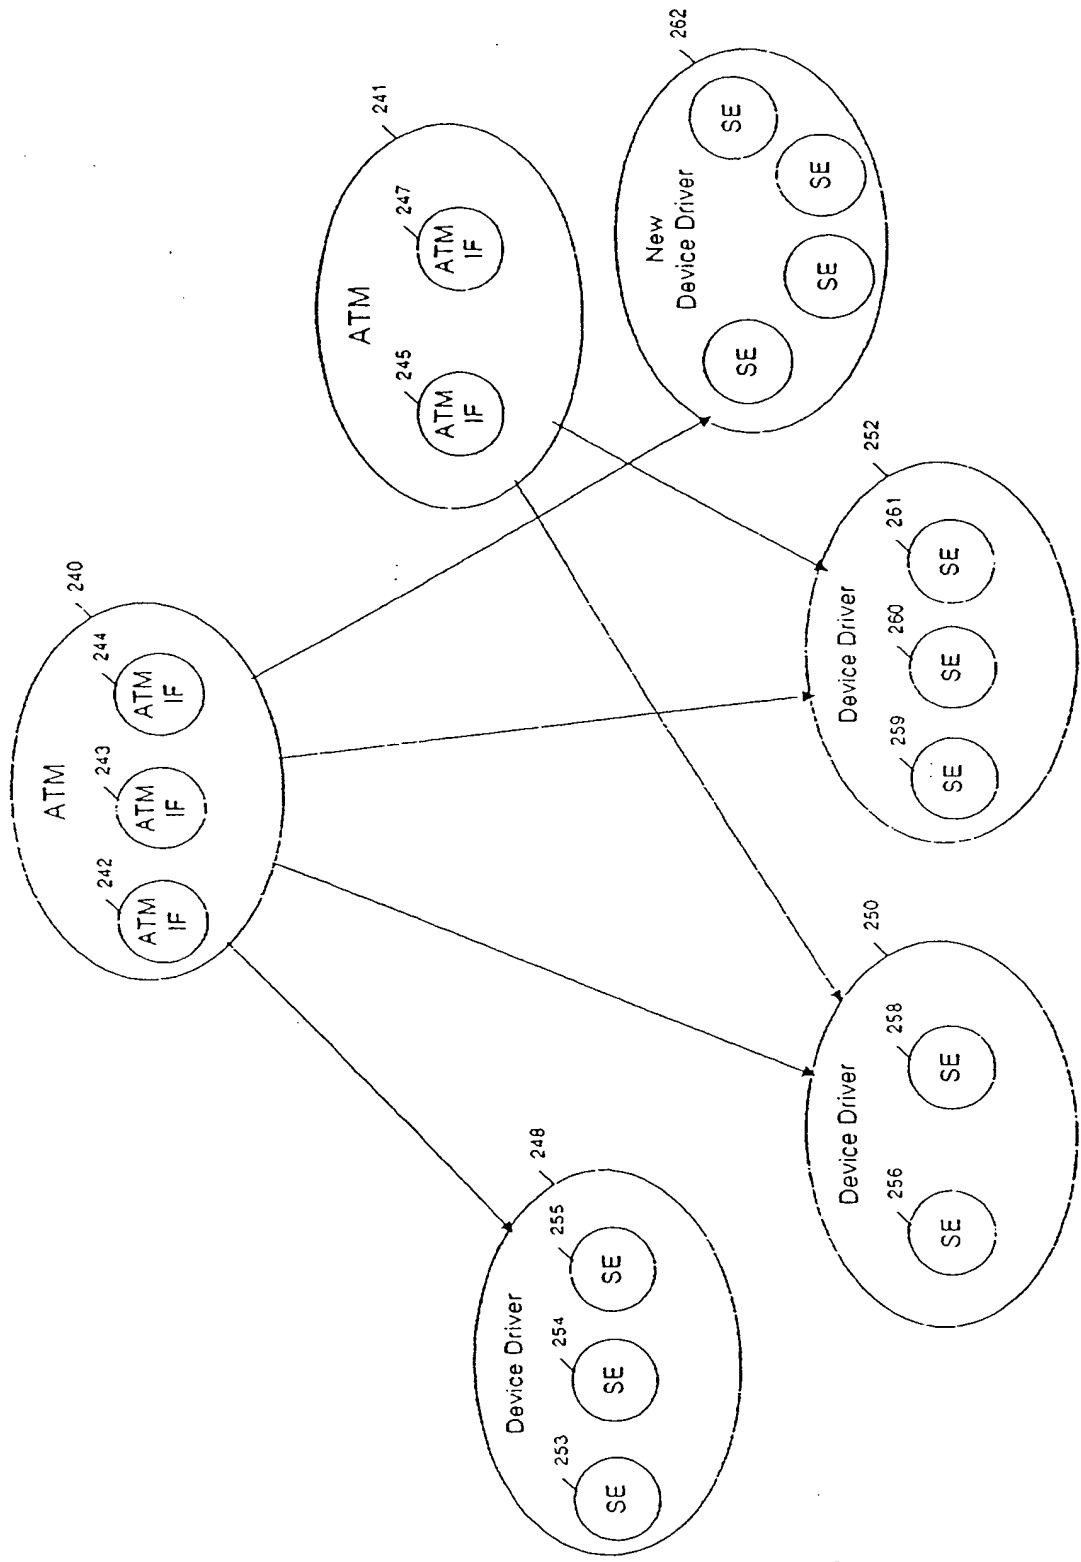 240
ATM
242
243
244
ATM
IF
ATM
IF
ATM
IF
241
ATM
245
247
ATM
IF
ATM
IF
248
Device Driver
253
254
255
SE
SE
SE
250
Device Driver
256
258
SE
SE
252
Device Driver
259
260
261
SE
SE
SE
262
New
Device Driver
SE
SE
SE
SE